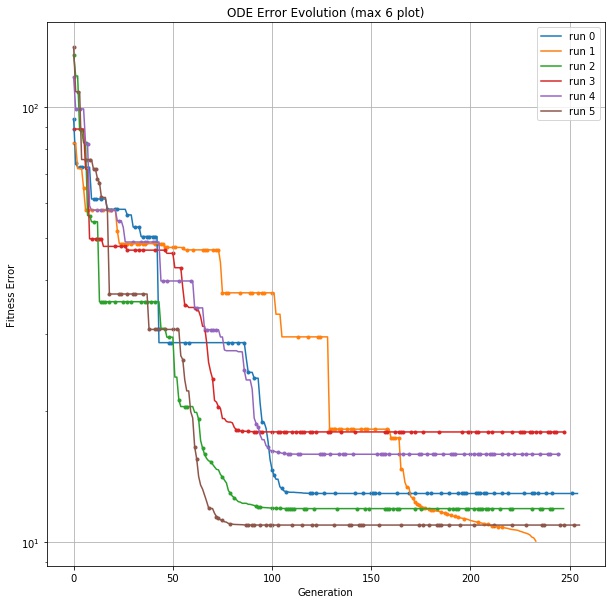 ODE Error Evolution (max 6 plot)
run 0
run 1
run 2
run 3
run 4
run 5
10²
10¹
Fitness Error
0 50 100 150 200 250
Generation